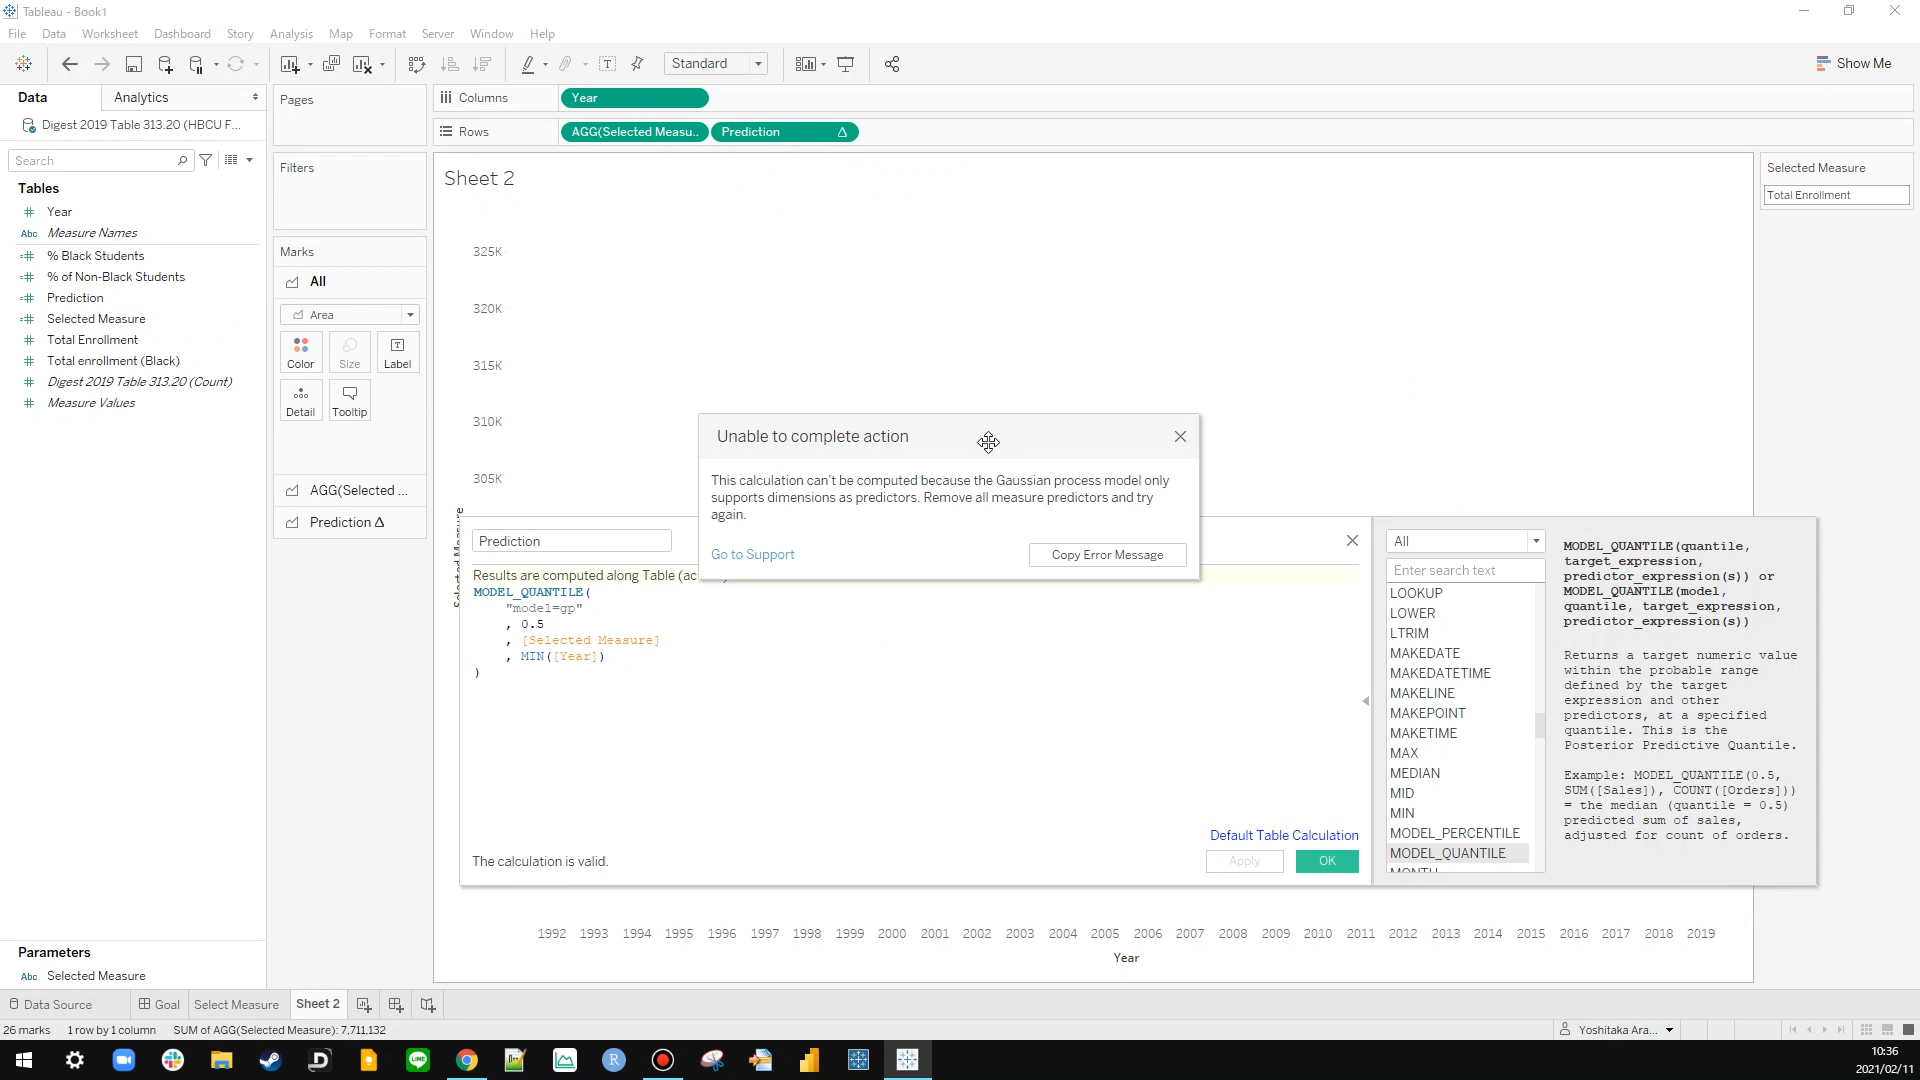 Tableau - Book1
File Data Worksheet Dashboard Story Analysis Map Format Server Window Help
Standard
Show Me
Data Analytics
Digest 2019 Table 313.20 (HBCU F...
Search
Tables
Year
Abc Measure Names
% Black Students
% of Non-Black Students
Prediction
Selected Measure
Total Enrollment
Total enrollment (Black)
Digest 2019 Table 313.20 (Count)
Measure Values
Parameters
Abc Selected Measure
Pages
Filters
Marks
All
Area
Color Size Label
Detail Tooltip
AGG(Selected ...
Prediction Δ
Columns Year
Rows AGG(Selected Measu.. Prediction Δ
Sheet 2
325K
320K
315K
310K
305K
Selected Measure
Total Enrollment
Unable to complete action
This calculation can't be computed because the Gaussian process model only
supports dimensions as predictors. Remove all measure predictors and try
again.
Go to Support Copy Error Message
Prediction
Results are computed along Table (ac
MODEL_QUANTILE(
"model=gp"
, 0.5
, [Selected Measure]
, MIN([Year])
)
Default Table Calculation
The calculation is valid.
Apply OK
All
Enter search text
LOOKUP
LOWER
LTRIM
MAKEDATE
MAKEDATETIME
MAKELINE
MAKEPOINT
MAKETIME
MAX
MEDIAN
MID
MIN
MODEL_PERCENTILE
MODEL_QUANTILE
MONTH
MODEL_QUANTILE(quantile,
target_expression,
predictor_expression(s)) or
MODEL_QUANTILE(model,
quantile, target_expression,
predictor_expression(s))
Returns a target numeric value
within the probable range
defined by the target
expression and other
predictors, at a specified
quantile. This is the
Posterior Predictive Quantile.
Example: MODEL_QUANTILE(0.5,
SUM([Sales]), COUNT([Orders]))
= the median (quantile = 0.5)
predicted sum of sales,
adjusted for count of orders.
1992 1993 1994 1995 1996 1997 1998 1999 2000 2001 2002 2003 2004 2005 2006 2007 2008 2009 2010 2011 2012 2013 2014 2015 2016 2017 2018 2019
Year
Data Source Goal Select Measure Sheet 2
26 marks 1 row by 1 column SUM of AGG(Selected Measure): 7,711,132
Yoshitaka Ara...
10:36
2021/02/11